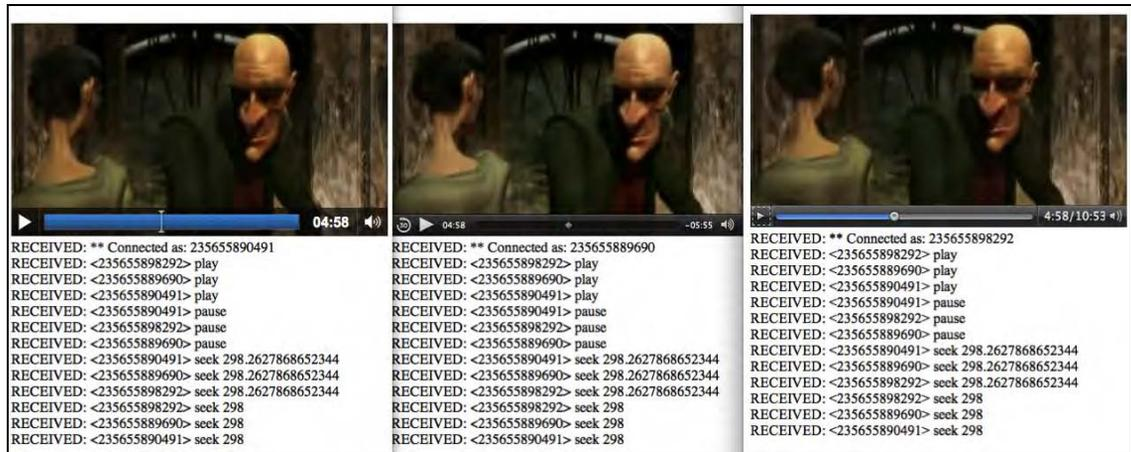 04:58
RECEIVED: ** Connected as: 235655890491
RECEIVED: <235655898292> play
RECEIVED: <235655889690> play
RECEIVED: <235655890491> play
RECEIVED: <235655890491> pause
RECEIVED: <235655898292> pause
RECEIVED: <235655889690> pause
RECEIVED: <235655890491> seek 298.2627868652344
RECEIVED: <235655889690> seek 298.2627868652344
RECEIVED: <235655898292> seek 298.2627868652344
RECEIVED: <235655898292> seek 298
RECEIVED: <235655889690> seek 298
RECEIVED: <235655890491> seek 298
30 04:58 -05:55
RECEIVED: ** Connected as: 235655889690
RECEIVED: <235655898292> play
RECEIVED: <235655889690> play
RECEIVED: <235655890491> play
RECEIVED: <235655890491> pause
RECEIVED: <235655898292> pause
RECEIVED: <235655889690> pause
RECEIVED: <235655890491> seek 298.2627868652344
RECEIVED: <235655889690> seek 298.2627868652344
RECEIVED: <235655898292> seek 298.2627868652344
RECEIVED: <235655898292> seek 298
RECEIVED: <235655889690> seek 298
RECEIVED: <235655890491> seek 298
4:58/10:53
RECEIVED: ** Connected as: 235655898292
RECEIVED: <235655898292> play
RECEIVED: <235655889690> play
RECEIVED: <235655890491> play
RECEIVED: <235655890491> pause
RECEIVED: <235655898292> pause
RECEIVED: <235655889690> pause
RECEIVED: <235655890491> seek 298.2627868652344
RECEIVED: <235655889690> seek 298.2627868652344
RECEIVED: <235655898292> seek 298.2627868652344
RECEIVED: <235655898292> seek 298
RECEIVED: <235655889690> seek 298
RECEIVED: <235655890491> seek 298